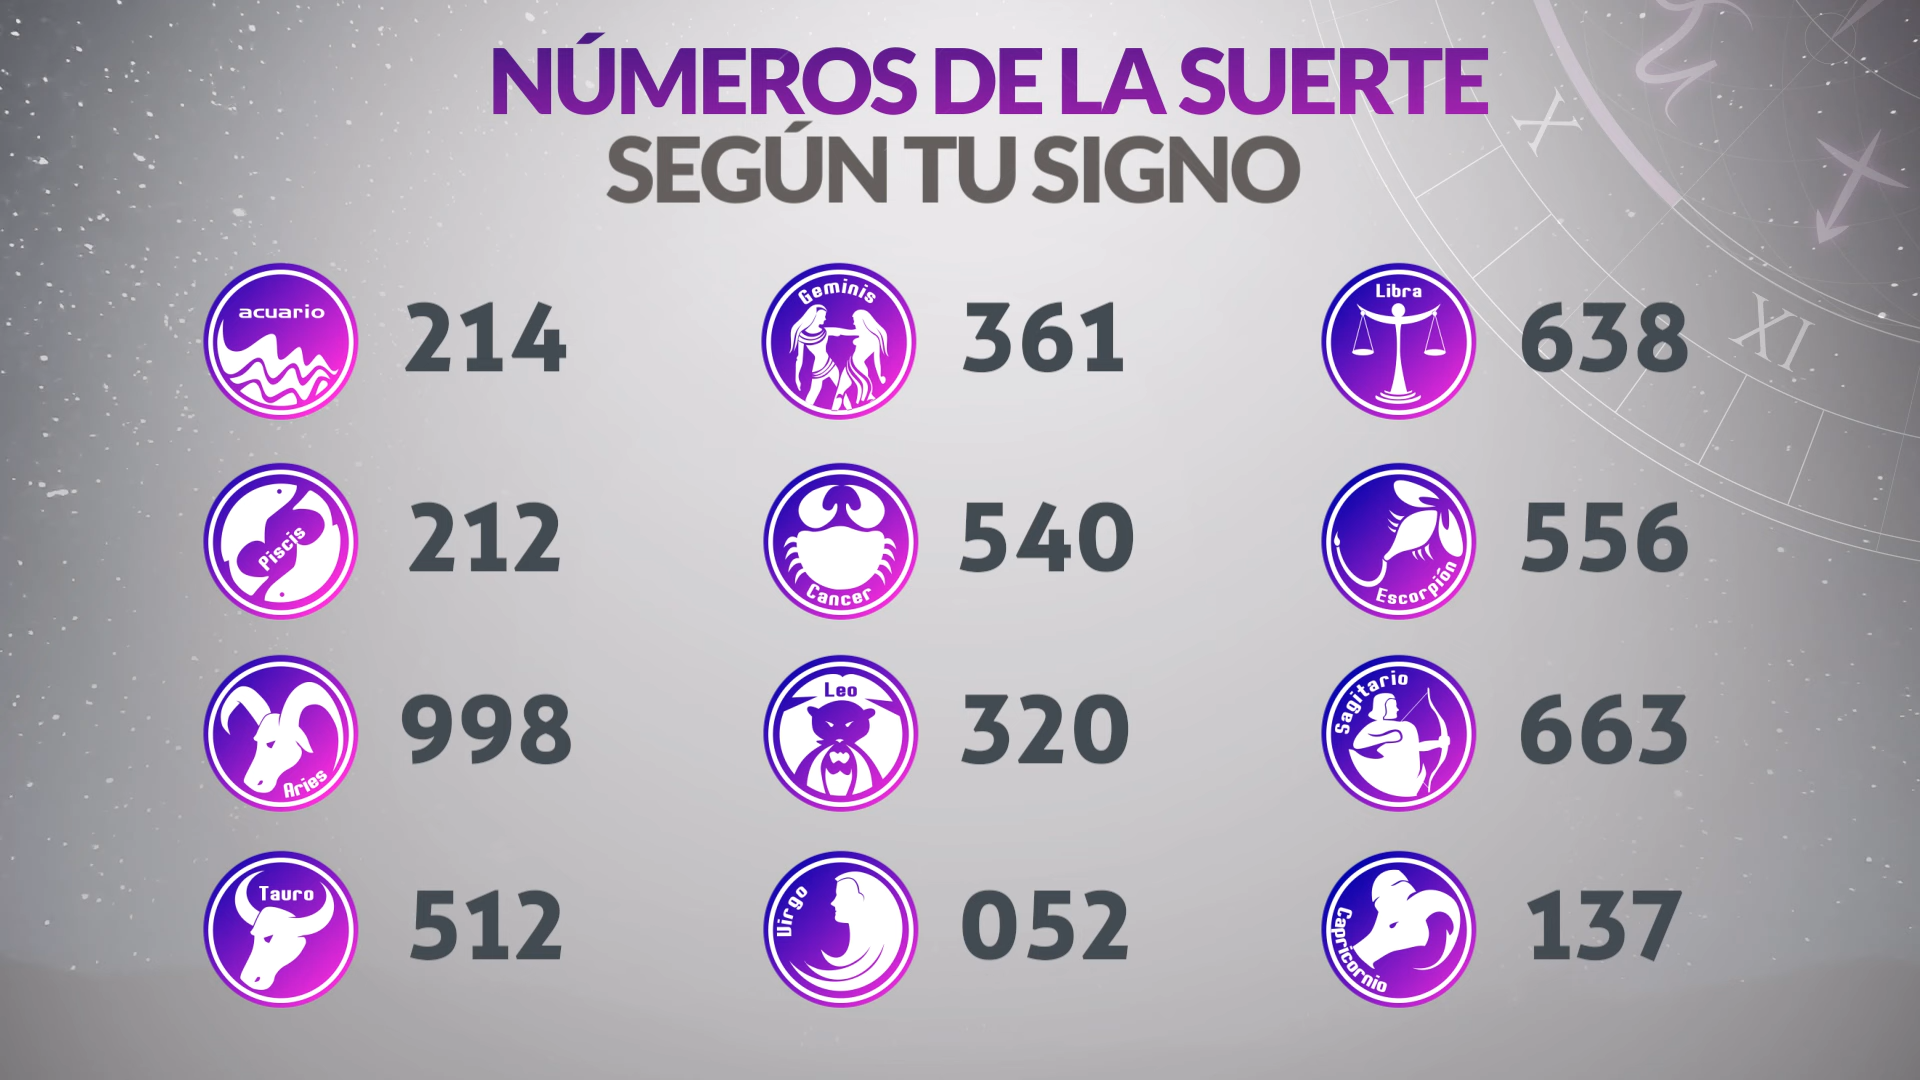 NÚMEROS DE LA SUERTE
SEGÚN TU SIGNO
acuario 214
Geminis 361
Libra 638
Piscis 212
Cancer 540
Escorpión 556
Aries 998
Leo 320
Sagitario 663
Tauro 512
Virgo 052
Capricornio 137
X
XI